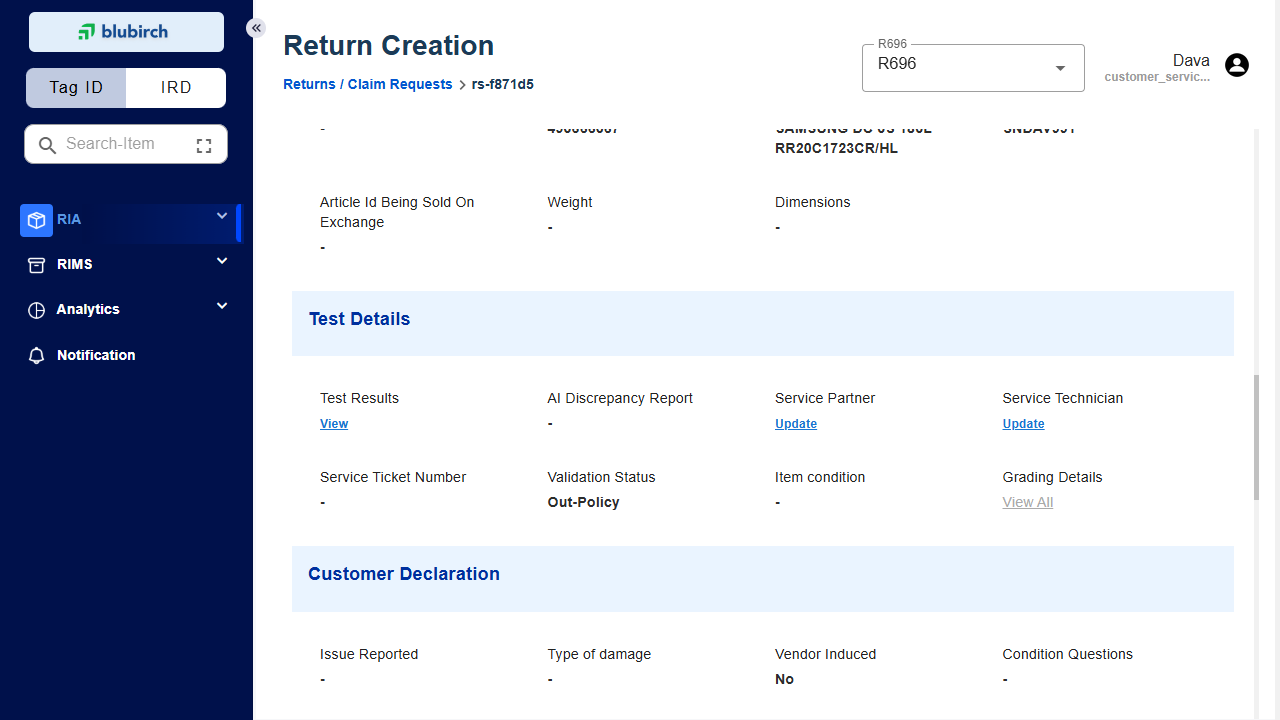 blubirch
Tag ID
IRD
Search-Item
RIA
RIMS
Analytics
Notification
Return Creation
Returns / Claim Requests > rs-f871d5
R696
R696
Dava
customer_servic...
-
RR20C1723CR/HL
Article Id Being Sold On
Exchange
-
Weight
-
Dimensions
-
Test Details
Test Results
View
AI Discrepancy Report
-
Service Partner
Update
Service Technician
Update
Service Ticket Number
-
Validation Status
Out-Policy
Item condition
-
Grading Details
View All
Customer Declaration
Issue Reported
-
Type of damage
-
Vendor Induced
No
Condition Questions
-